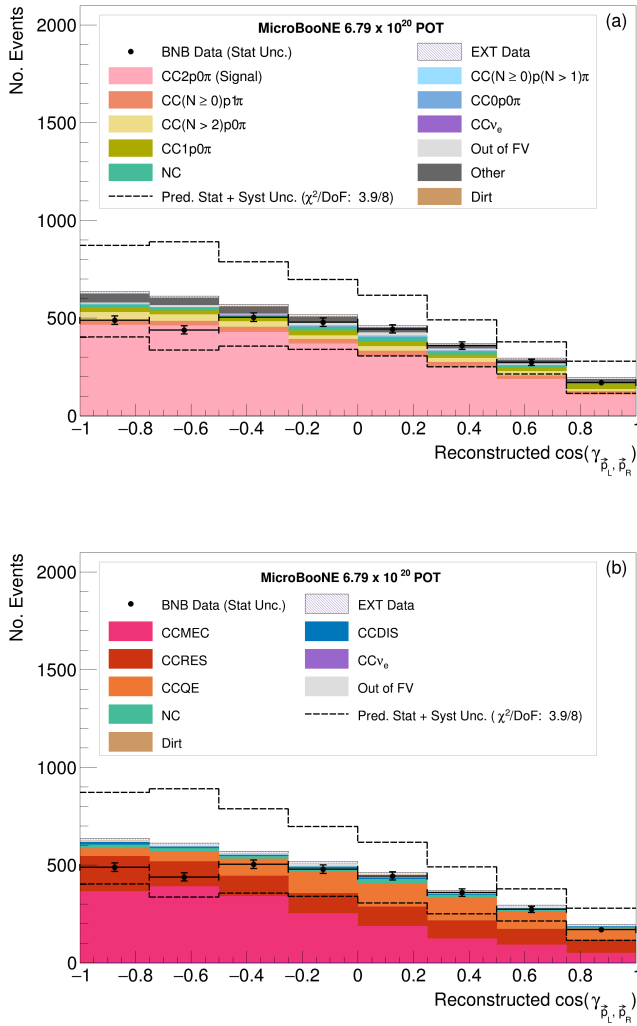 (a)
MicroBooNE 6.79 x 10²⁰ POT
BNB Data (Stat Unc.)
EXT Data
CC2p0π (Signal)
CC(N ≥ 0)p(N > 1)π
CC(N ≥ 0)p1π
CC0p0π
CC(N > 2)p0π
CCνₑ
CC1p0π
Out of FV
NC
Other
Pred. Stat + Syst Unc. (χ²/DoF: 3.9/8)
Dirt
No. Events
2000
1500
1000
500
0
−1 −0.8 −0.6 −0.4 −0.2 0 0.2 0.4 0.6 0.8 1
Reconstructed cos(γ p⃗L, p⃗R)
(b)
MicroBooNE 6.79 x 10 ²⁰ POT
BNB Data (Stat Unc.)
EXT Data
CCMEC
CCDIS
CCRES
CCνₑ
CCQE
Out of FV
NC
Pred. Stat + Syst Unc. ( χ²/DoF: 3.9/8)
Dirt
No. Events
2000
1500
1000
500
0
−1 −0.8 −0.6 −0.4 −0.2 0 0.2 0.4 0.6 0.8 1
Reconstructed cos(γ p⃗L, p⃗R)